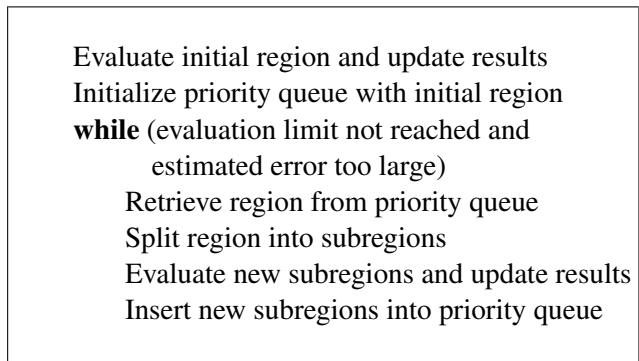 Evaluate initial region and update results
Initialize priority queue with initial region
while (evaluation limit not reached and
estimated error too large)
Retrieve region from priority queue
Split region into subregions
Evaluate new subregions and update results
Insert new subregions into priority queue